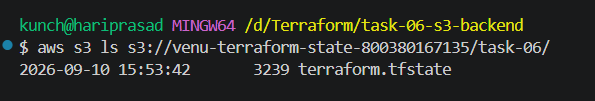 kunch@hariprasad MINGW64 /d/Terraform/task-06-s3-backend
$ aws s3 ls s3://venu-terraform-state-800380167135/task-06/
2026-09-10 15:53:42       3239 terraform.tfstate